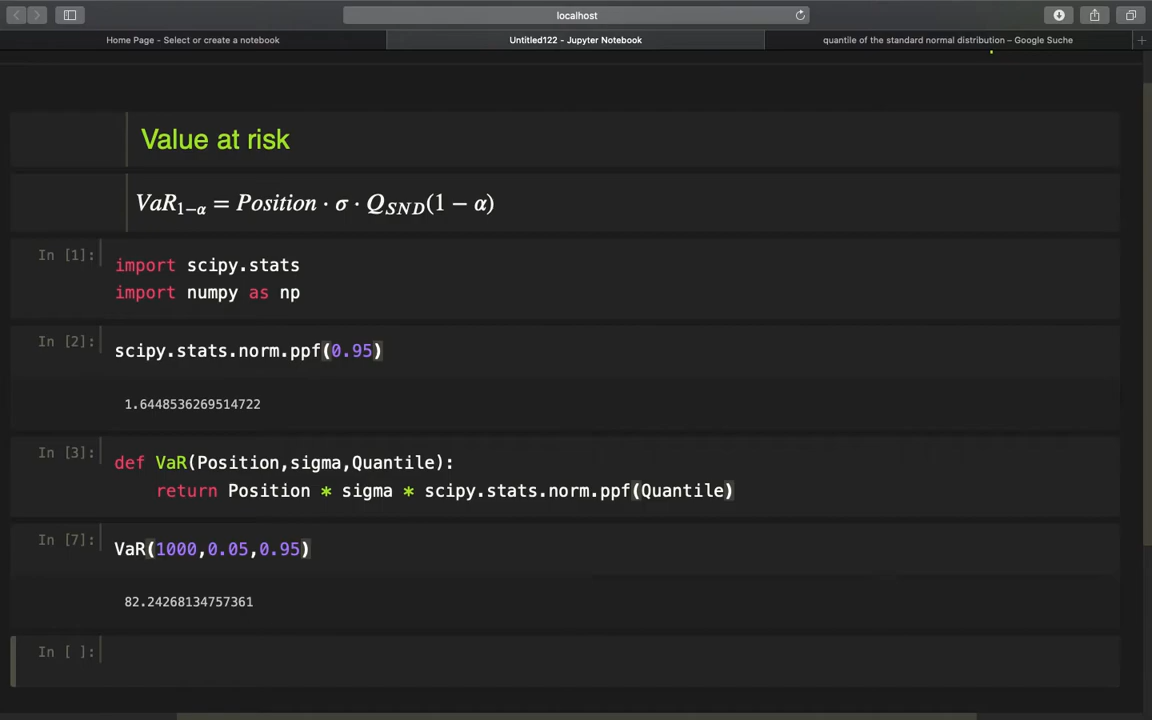 localhost
Home Page - Select or create a notebook
Untitled122 - Jupyter Notebook
quantile of the standard normal distribution – Google Suche
Value at risk
VaR₁₋α = Position · σ · Q_SND(1 − α)
In [1]:
import scipy.stats
import numpy as np
In [2]:
scipy.stats.norm.ppf(0.95)
1.6448536269514722
In [3]:
def VaR(Position,sigma,Quantile):
    return Position * sigma * scipy.stats.norm.ppf(Quantile)
In [7]:
VaR(1000,0.05,0.95)
82.24268134757361
In [ ]: